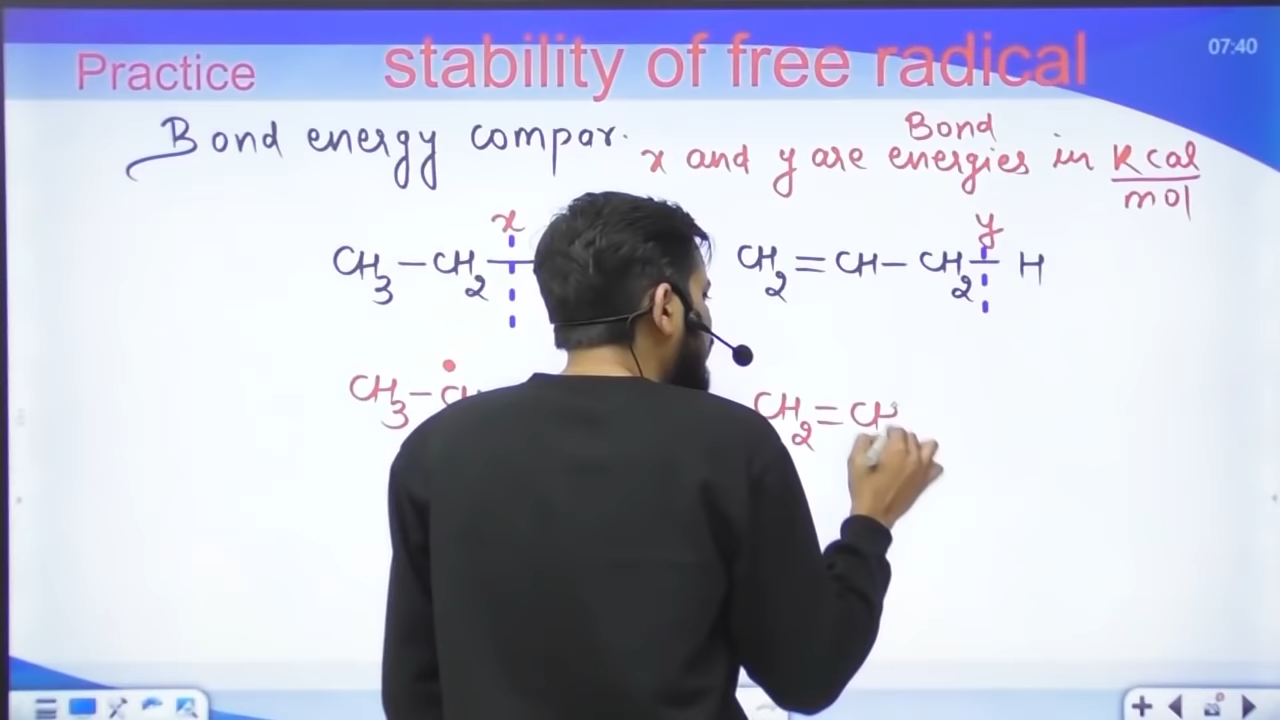 Practice stability of free radical 07:40
Bond energy compar. Bond
x and y are energies in Kcal/mol
x y
CH3-CH2- CH2=CH-CH2-H
CH3-CH CH2=CH